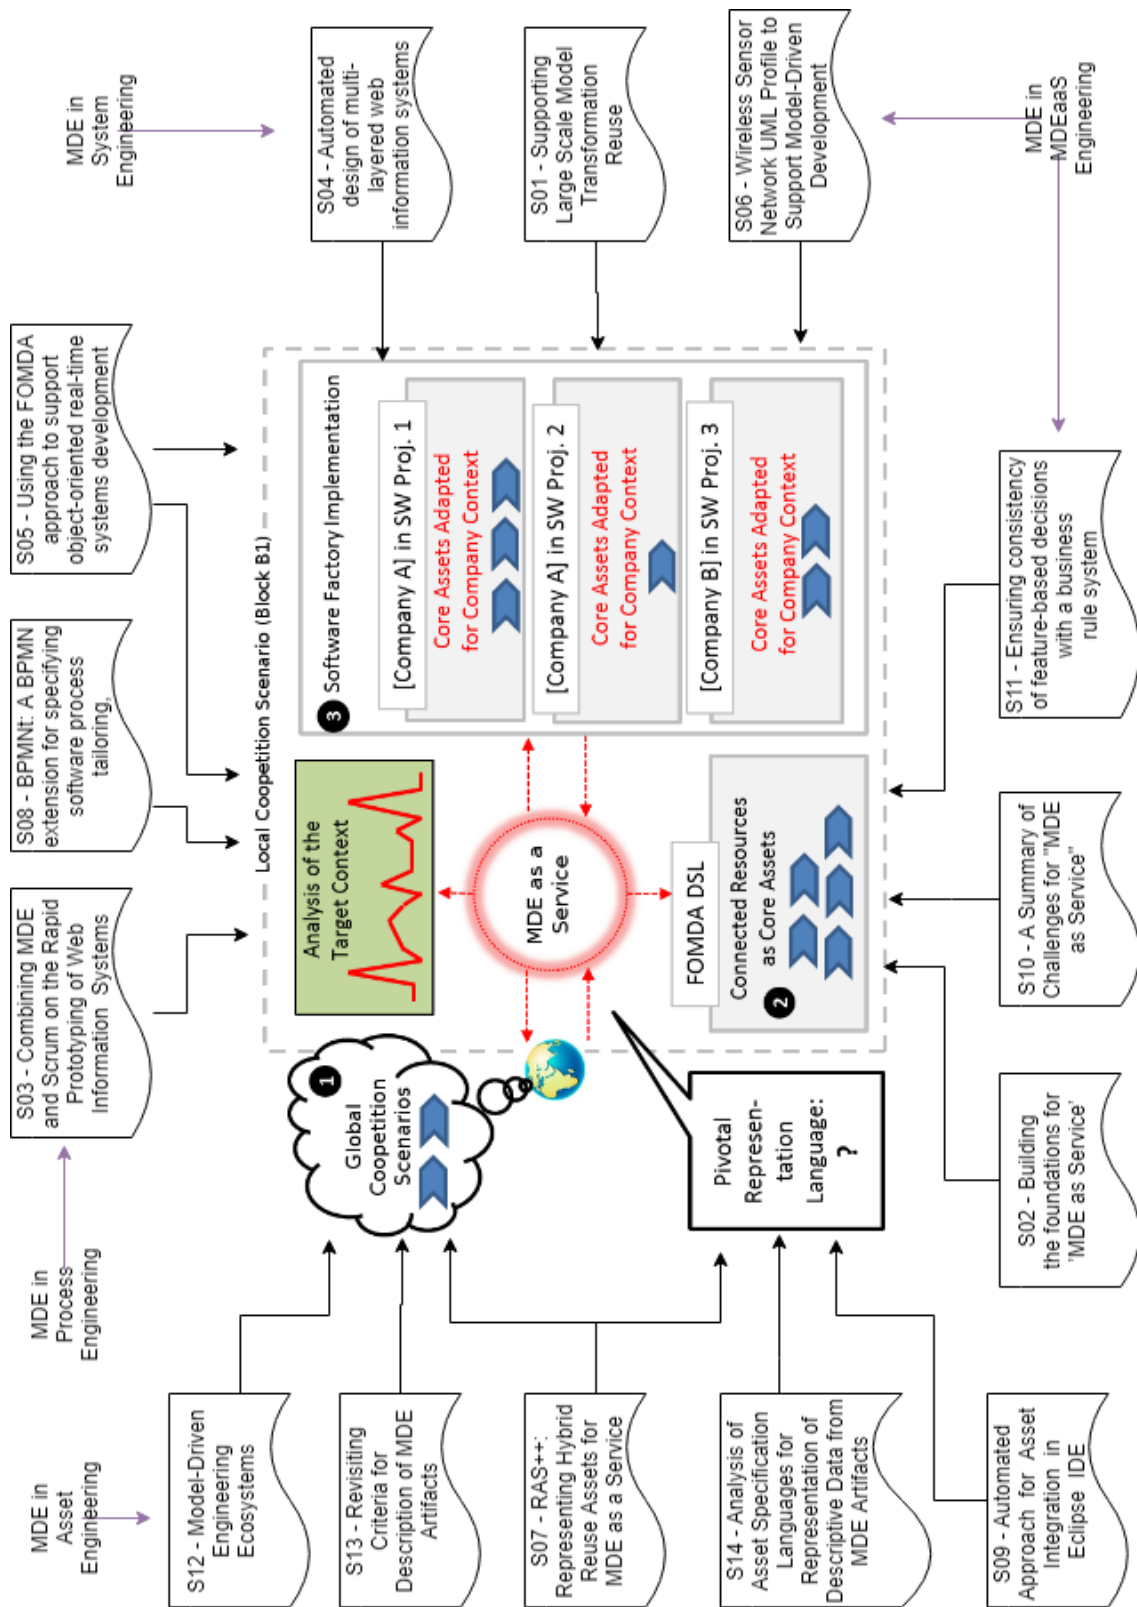 MDE in
Asset
Engineering
MDE in
Process
Engineering
MDE in
System
Engineering
S12 - Model-Driven
Engineering
Ecosystems
S13 - Revisiting
Criteria for
Description of MDE
Artifacts
S07 - RAS++:
Representing Hybrid
Reuse Assets for
MDE as a Service
S14 - Analysis of
Asset Specification
Languages for
Representation of
Descriptive Data from
MDE Artifacts
S09 - Automated
Approach for Asset
Integration in
Eclipse IDE
S03 - Combining MDE
and Scrum on the Rapid
Prototyping of Web
Information Systems
S08 - BPMNt: A BPMN
extension for specifying
software process
tailoring,
S05 - Using the FOMDA
approach to support
object-oriented real-time
systems development
Local Coopetition Scenario (Block B1)
1
Global
Coopetition
Scenarios
Pivotal
Represen-
tation
Language:
?
Analysis of the
Target Context
MDE as a
Service
FOMDA DSL
Connected Resources
as Core Assets
2
3 Software Factory Implementation
[Company A] in SW Proj. 1
Core Assets Adapted
for Company Context
[Company A] in SW Proj. 2
Core Assets Adapted
for Company Context
[Company B] in SW Proj. 3
Core Assets Adapted
for Company Context
S04 - Automated
design of multi-
layered web
information systems
S01 - Supporting
Large Scale Model
Transformation
Reuse
S06 - Wireless Sensor
Network UML Profile to
Support Model-Driven
Development
S02 - Building
the foundations for
'MDE as Service'
S10 - A Summary of
Challenges for "MDE
as Service"
S11 - Ensuring consistency
of feature-based decisions
with a business
rule system
MDE in
MDEaaS
Engineering